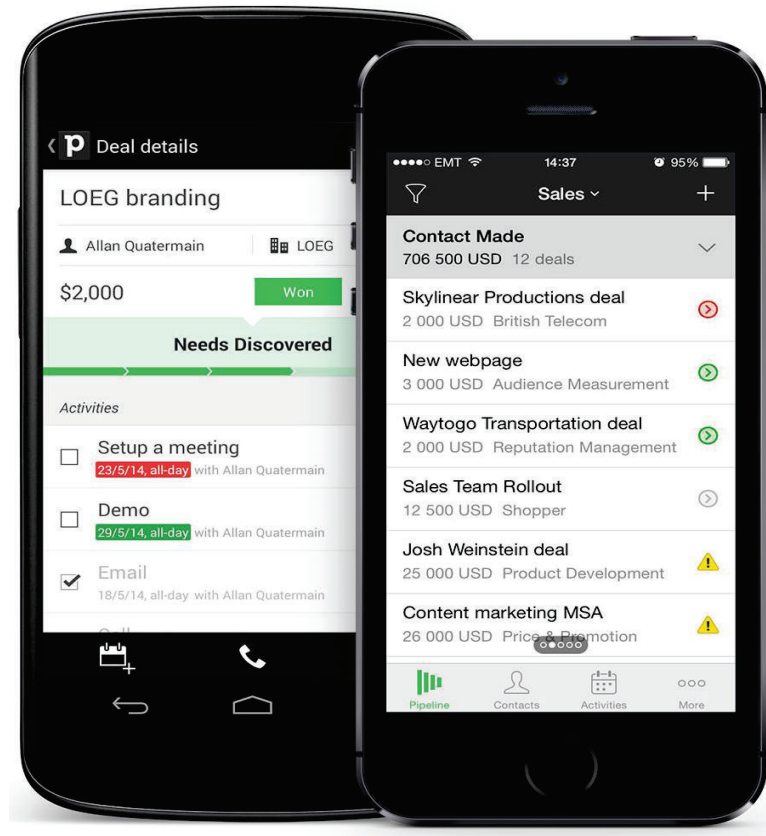 p Deal details
LOEG branding
Allan Quatermain LOEG
$2,000 Won
Needs Discovered
Activities
Setup a meeting
23/5/14, all-day with Allan Quatermain
Demo
29/5/14, all-day with Allan Quatermain
Email
18/5/14, all-day with Allan Quatermain
EMT 14:37 95%
Sales
Contact Made
706 500 USD 12 deals
Skylinear Productions deal
2 000 USD British Telecom
New webpage
3 000 USD Audience Measurement
Waytogo Transportation deal
2 000 USD Reputation Management
Sales Team Rollout
12 500 USD Shopper
Josh Weinstein deal
25 000 USD Product Development
Content marketing MSA
26 000 USD Price & Promotion
Pipeline Contacts Activities More